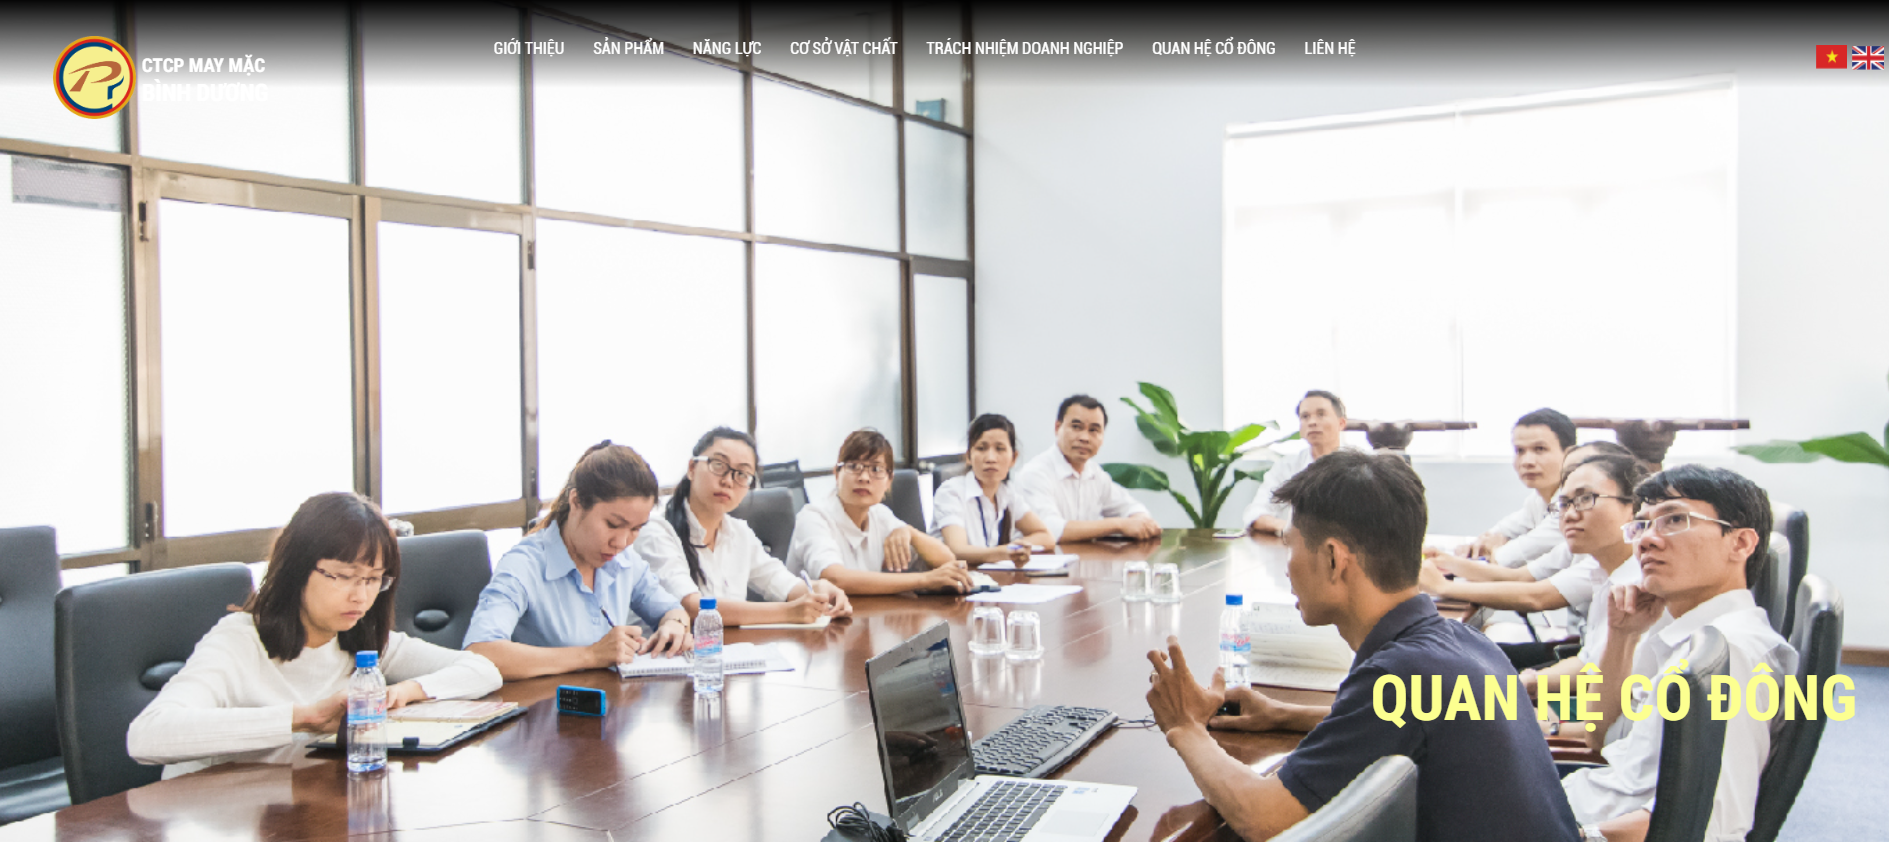 CTCP MAY MẶC
BÌNH DƯƠNG
GIỚI THIỆU
SẢN PHẨM
NĂNG LỰC
CƠ SỞ VẬT CHẤT
TRÁCH NHIỆM DOANH NGHIỆP
QUAN HỆ CỔ ĐÔNG
LIÊN HỆ
QUAN HỆ CỔ ĐÔNG